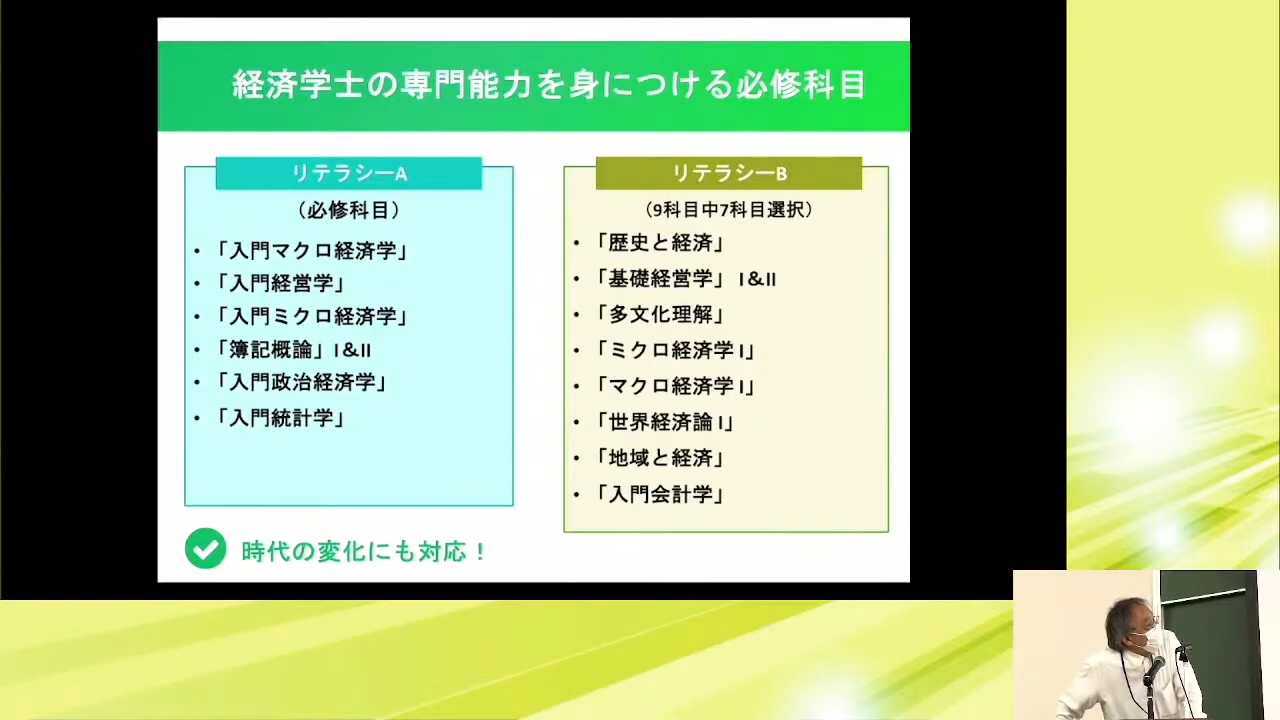 経済学士の専門能力を身につける必修科目
リテラシーA
（必修科目）
・「入門マクロ経済学」
・「入門経営学」
・「入門ミクロ経済学」
・「簿記概論」I&II
・「入門政治経済学」
・「入門統計学」
時代の変化にも対応！
リテラシーB
（9科目中7科目選択）
・「歴史と経済」
・「基礎経営学」 I&II
・「多文化理解」
・「ミクロ経済学 I」
・「マクロ経済学 I」
・「世界経済論 I」
・「地域と経済」
・「入門会計学」